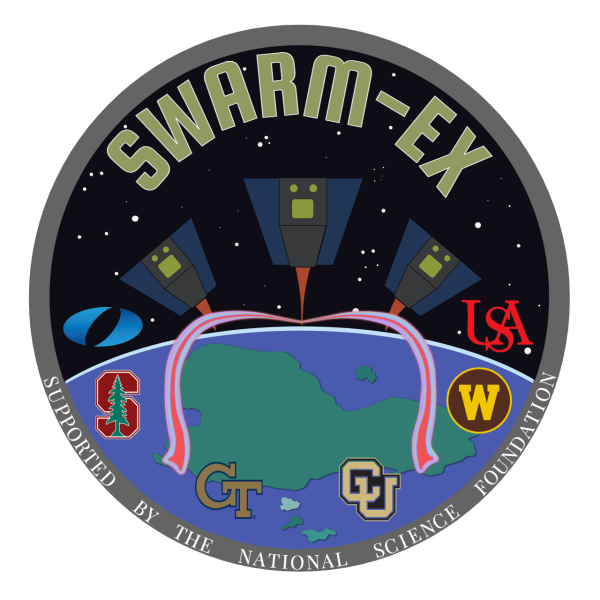 SWARM-EX
USA
S
W
GT
CU
SUPPORTED BY THE NATIONAL SCIENCE FOUNDATION